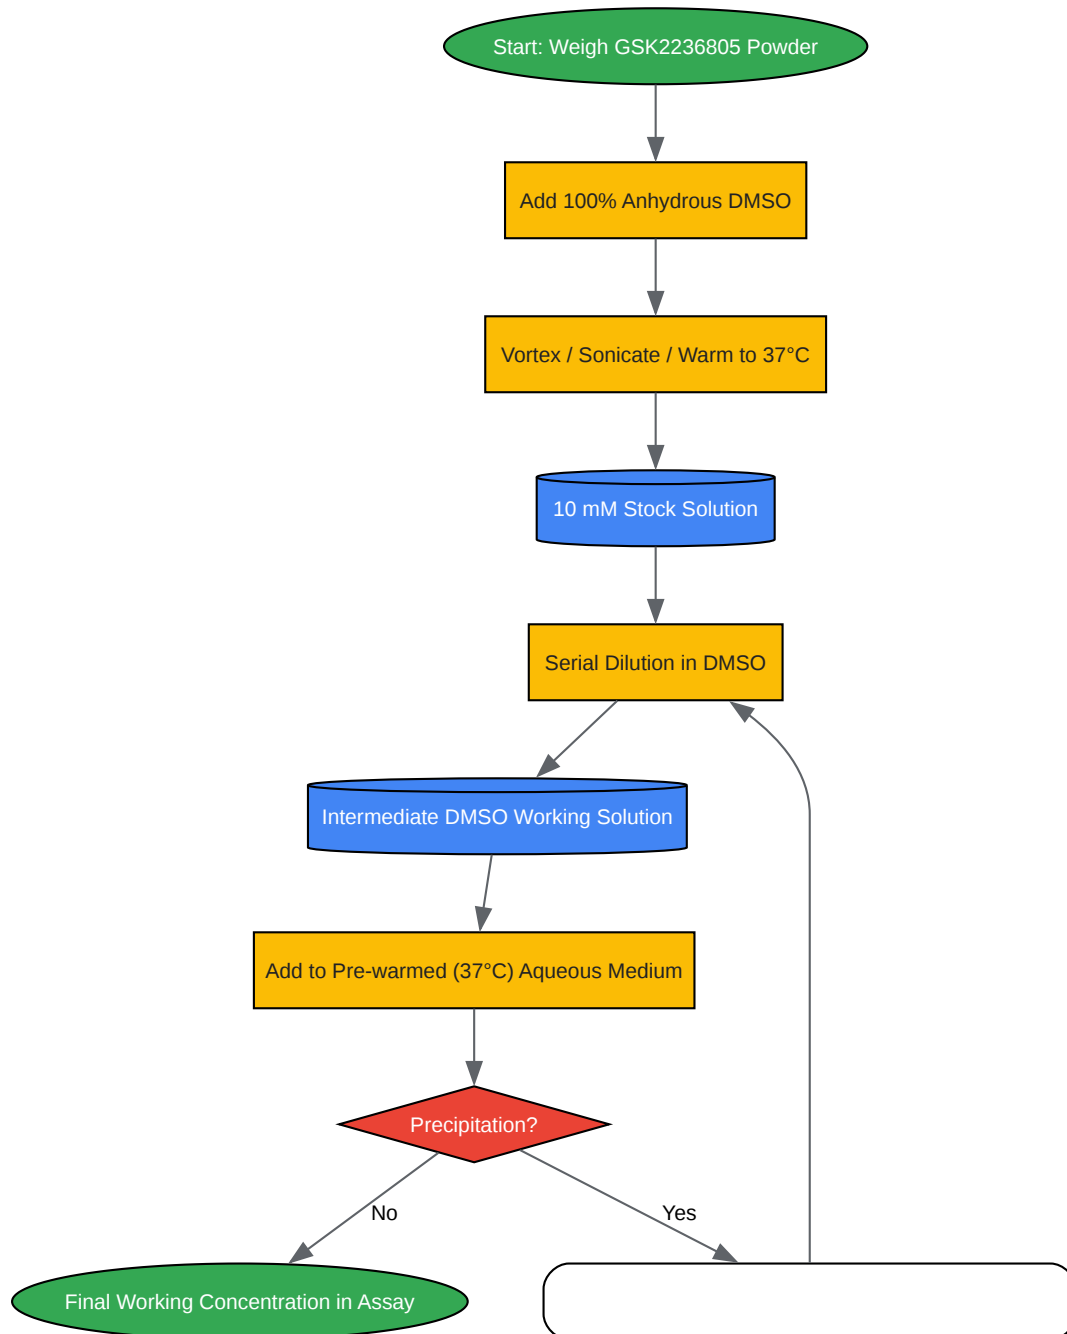 Start: Weigh GSK2236805 Powder
Add 100% Anhydrous DMSO
Vortex / Sonicate / Warm to 37°C
10 mM Stock Solution
Serial Dilution in DMSO
Intermediate DMSO Working Solution
Add to Pre-warmed (37°C) Aqueous Medium
Precipitation?
No
Yes
Final Working Concentration in Assay